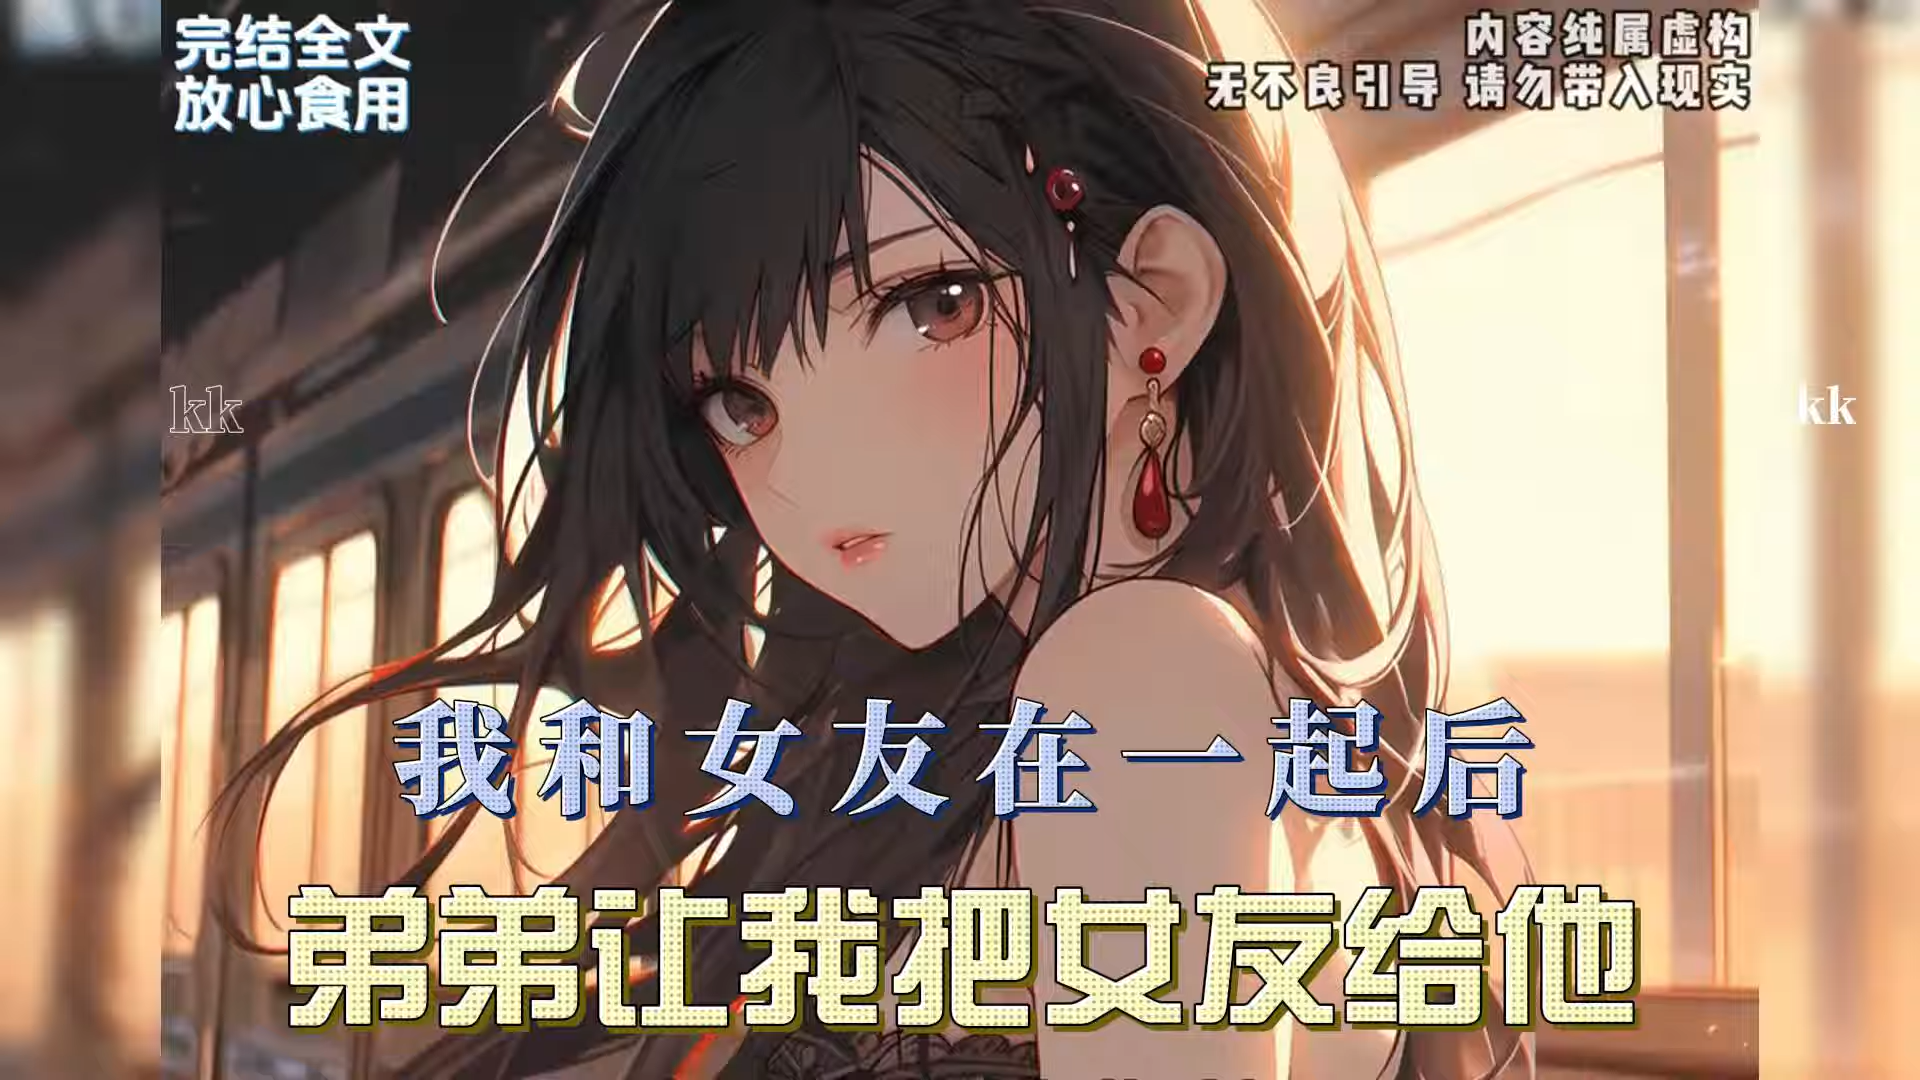 完结全文
放心食用
内容纯属虚构
无不良引导 请勿带入现实
kk
kk
我和女友在一起后
弟弟让我把女友给他